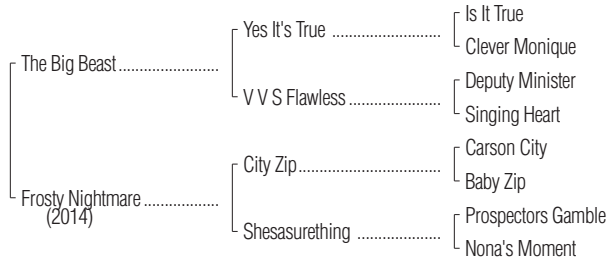 Is It True
Yes It's True ........................
Clever Monique
The Big Beast .......................
Deputy Minister
V V S Flawless .....................
Singing Heart
Carson City
City Zip ................................
Baby Zip
Frosty Nightmare .................
(2014)
Prospectors Gamble
Shesasurething ...................
Nona's Moment